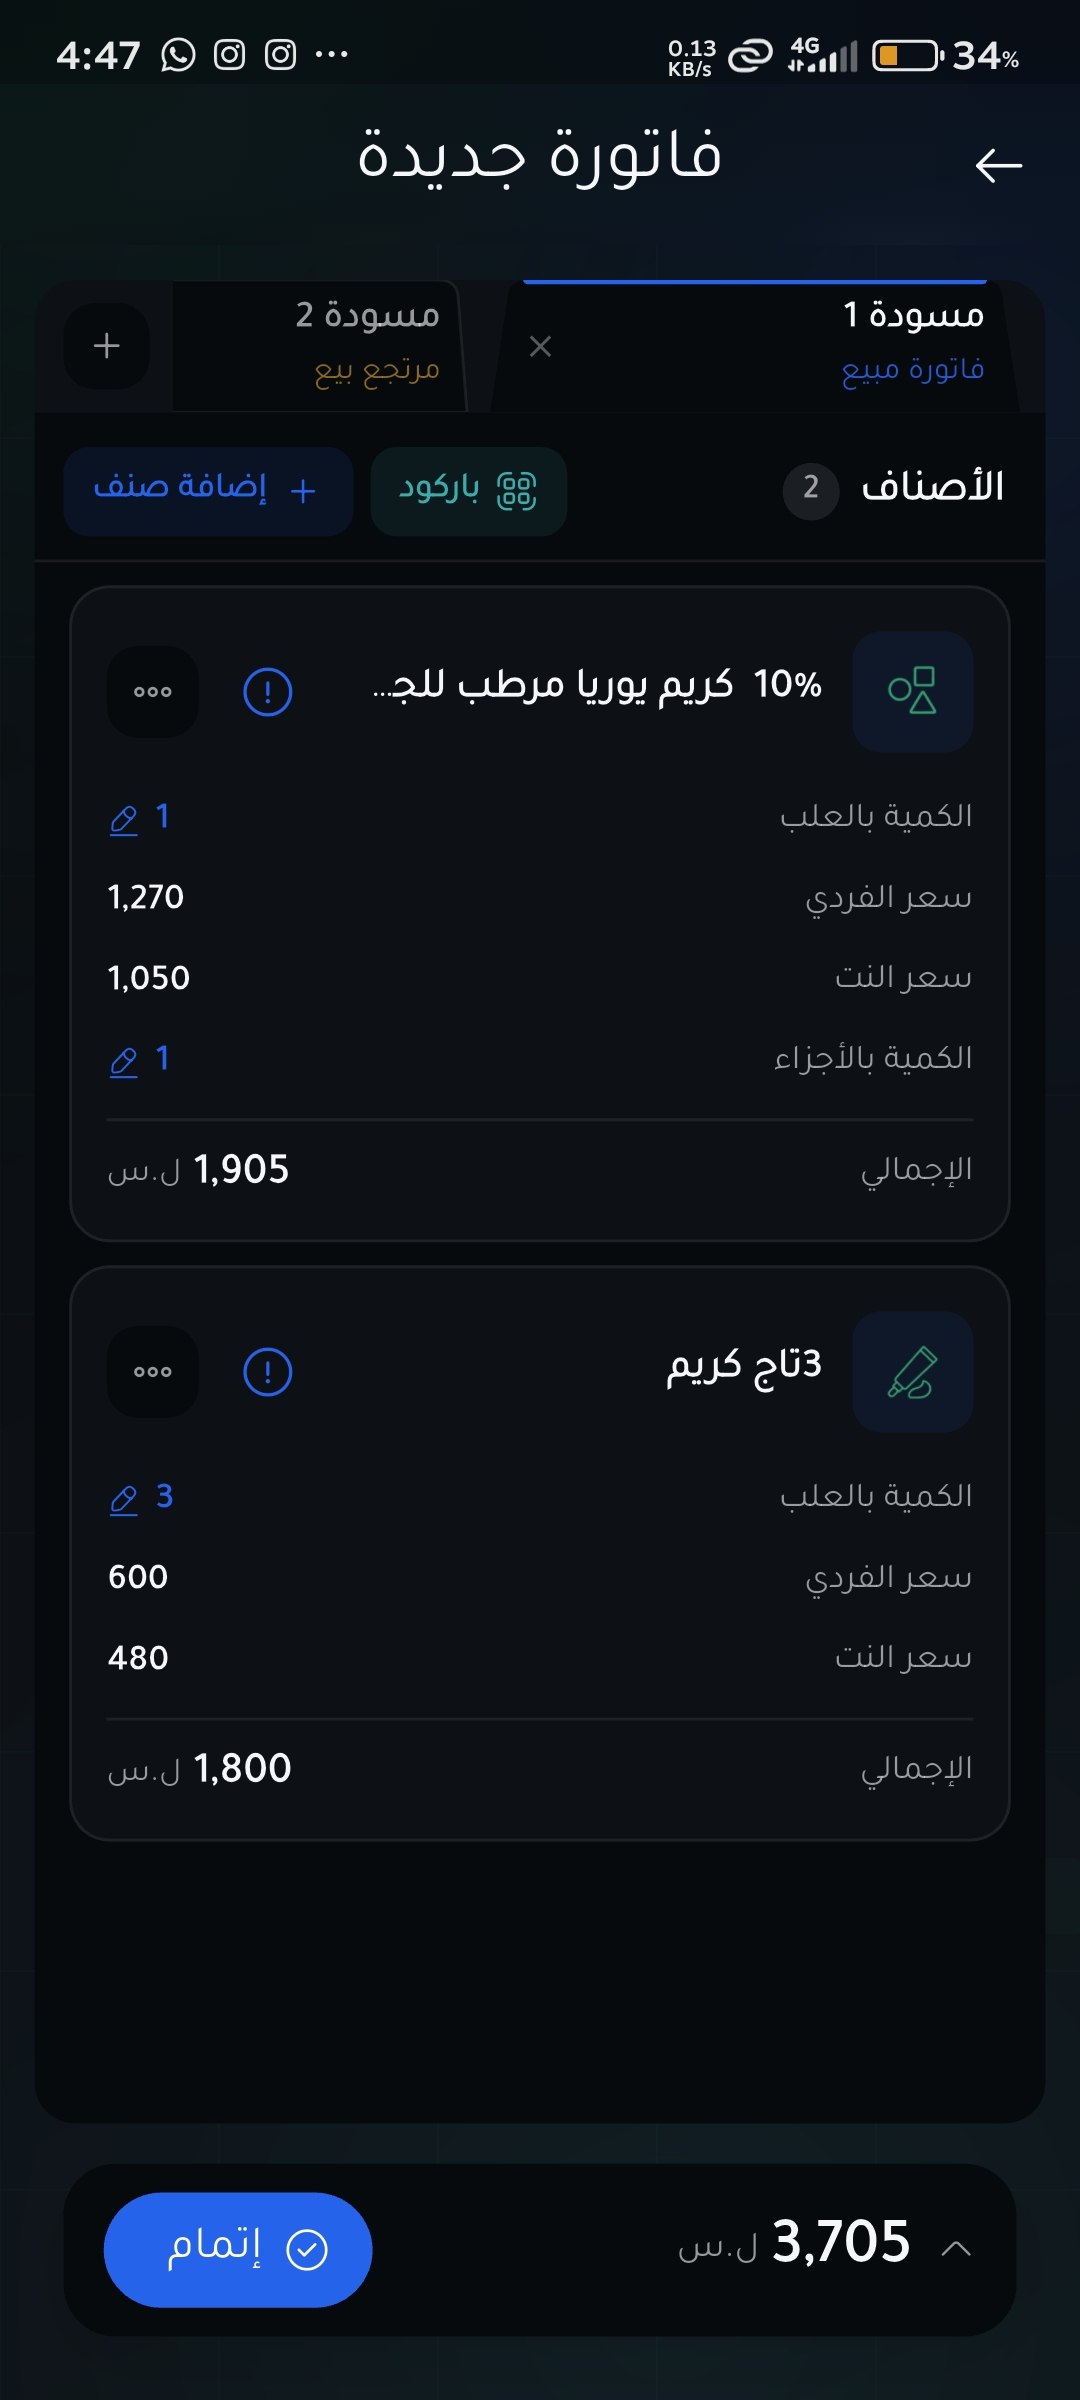 4:47
0.13 KB/s
4G
34%
فاتورة جديدة
مسودة 1
فاتورة مبيع
مسودة 2
مرتجع بيع
الأصناف 2
باركود
إضافة صنف
10% كريم يوريا مرطب للجـ...
الكمية بالعلب 1
سعر الفردي 1,270
سعر النت 1,050
الكمية بالأجزاء 1
الإجمالي 1,905 ل.س
3تاج كريم
الكمية بالعلب 3
سعر الفردي 600
سعر النت 480
الإجمالي 1,800 ل.س
3,705 ل.س
إتمام